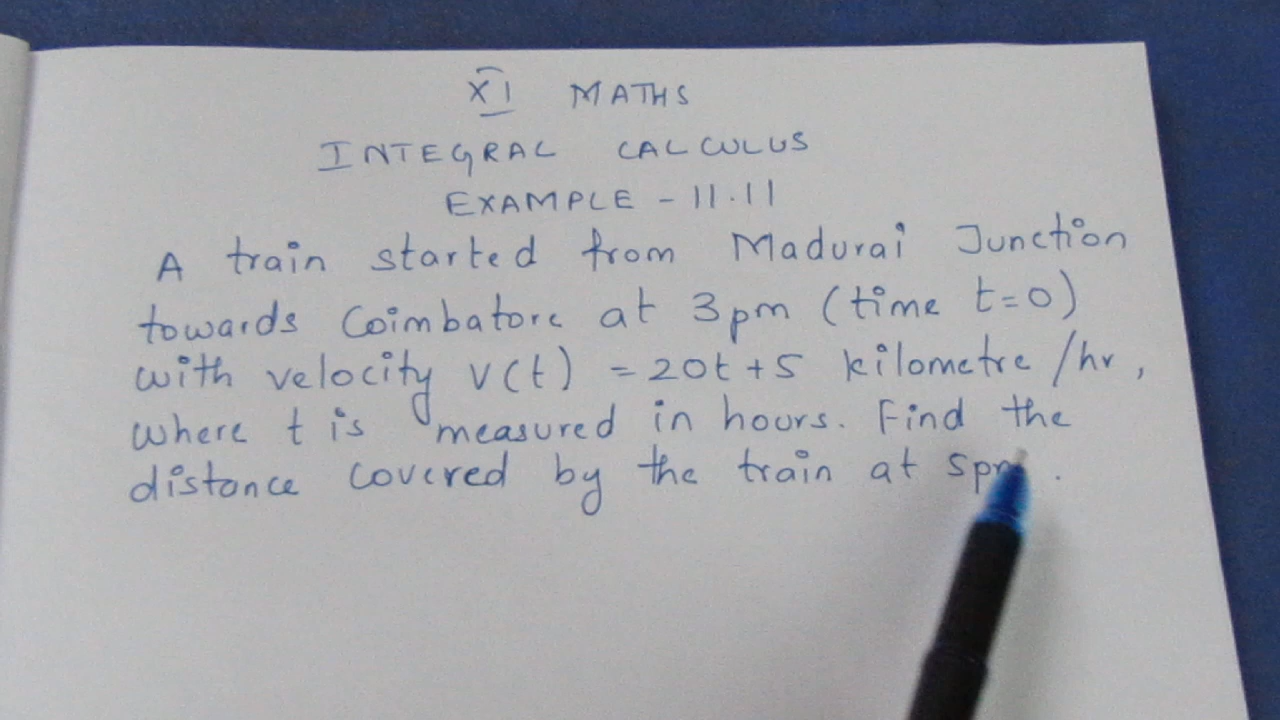 XI MATHS
INTEGRAL CALCULUS
EXAMPLE - 11.11
A train started from Madurai Junction
towards Coimbatore at 3pm (time t=0)
with velocity v(t) = 20t+5 kilometre /hr,
where t is measured in hours. Find the
distance covered by the train at 5pm.